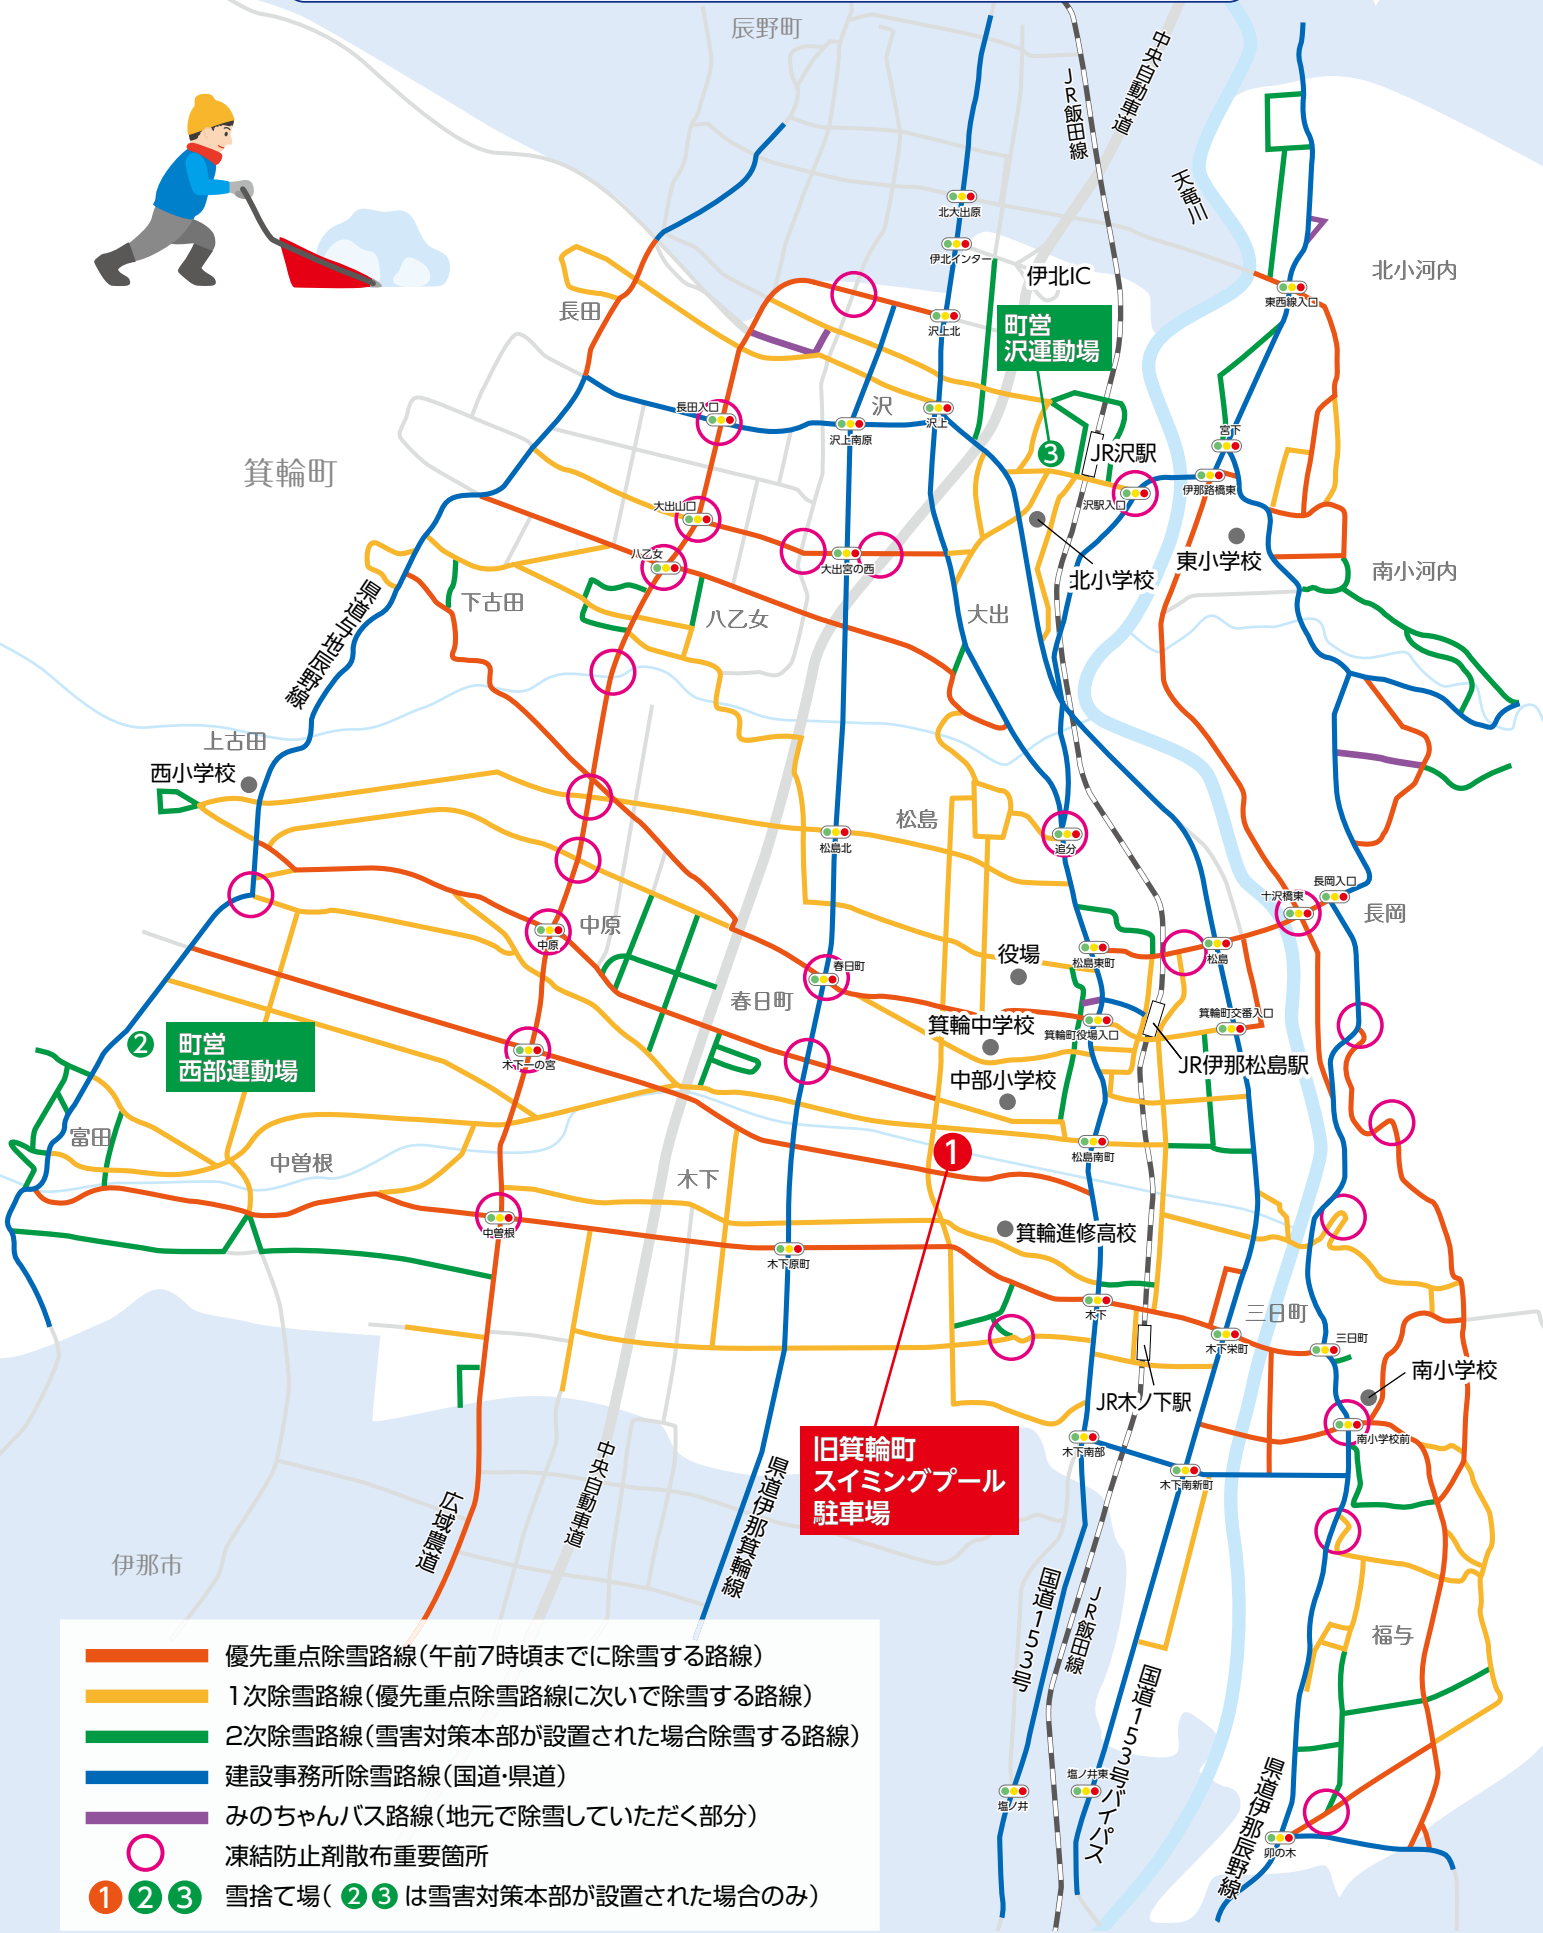 辰野町
中央自動車道
JR飯田線
天竜川
北大出原
伊北インター
伊北IC
北小河内
東西線入口
長田
沢上北
町営
沢運動場
長田入口
沢
沢上
沢上南原
宮下
3
JR沢駅
箕輪町
伊那路橋東
沢駅入口
大出山口
八乙女
大出宮の西
東小学校
北小学校
南小河内
県道与地辰野線
下古田
八乙女
大出
上古田
西小学校
松島
松島北
追分
長岡入口
十沢橋東
長岡
中原
中原
役場
松島東町
松島
春日町
春日町
箕輪町交番入口
箕輪中学校
箕輪町役場入口
2
町営
西部運動場
木下一の宮
JR伊那松島駅
中部小学校
富田
1
中曽根
松島南町
木下
中曽根
箕輪進修高校
木下原町
木下
三日町
木下栄町
三日町
南小学校
JR木ノ下駅
旧箕輪町
スイミングプール
駐車場
木下南部
南小学校前
木下南新町
広域農道
中央自動車道
県道伊那箕輪線
伊那市
国道153号
JR飯田線
福与
国道153号バイパス
塩ノ井東
塩ノ井
県道伊那辰野線
卯の木
優先重点除雪路線(午前7時頃までに除雪する路線)
1次除雪路線(優先重点除雪路線に次いで除雪する路線)
2次除雪路線(雪害対策本部が設置された場合除雪する路線)
建設事務所除雪路線(国道・県道)
みのちゃんバス路線(地元で除雪していただく部分)
凍結防止剤散布重要箇所
1 2 3 雪捨て場( 2 3 は雪害対策本部が設置された場合のみ)